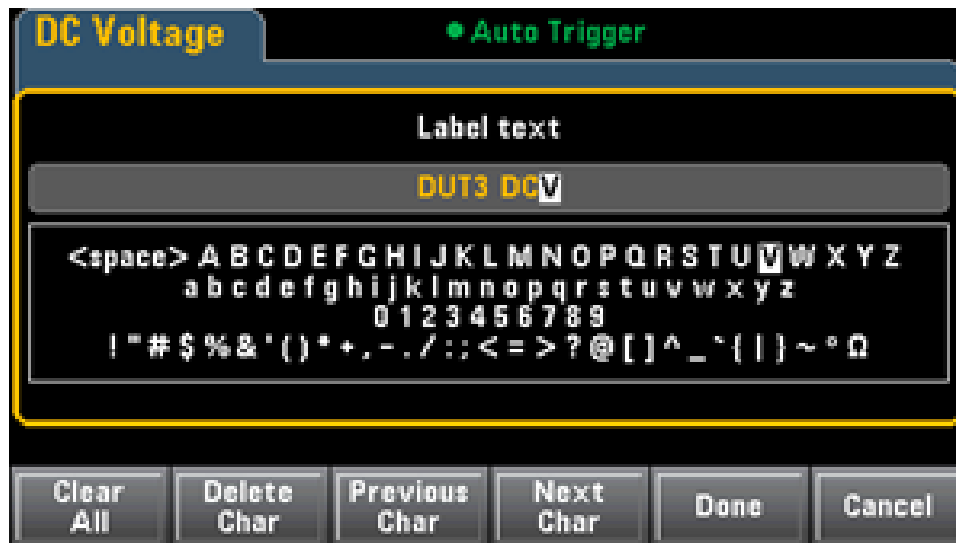 DC Voltage ● Auto Trigger
Label text
DUT3 DCV
<space> A B C D E F G H I J K L M N O P Q R S T U V W X Y Z
a b c d e f g h i j k l m n o p q r s t u v w x y z
0 1 2 3 4 5 6 7 8 9
! " # $ % & ' ( ) * + , - . / : ; < = > ? @ [ ] ^ _ ` { | } ~ ° Ω
Clear All
Delete Char
Previous Char
Next Char
Done
Cancel